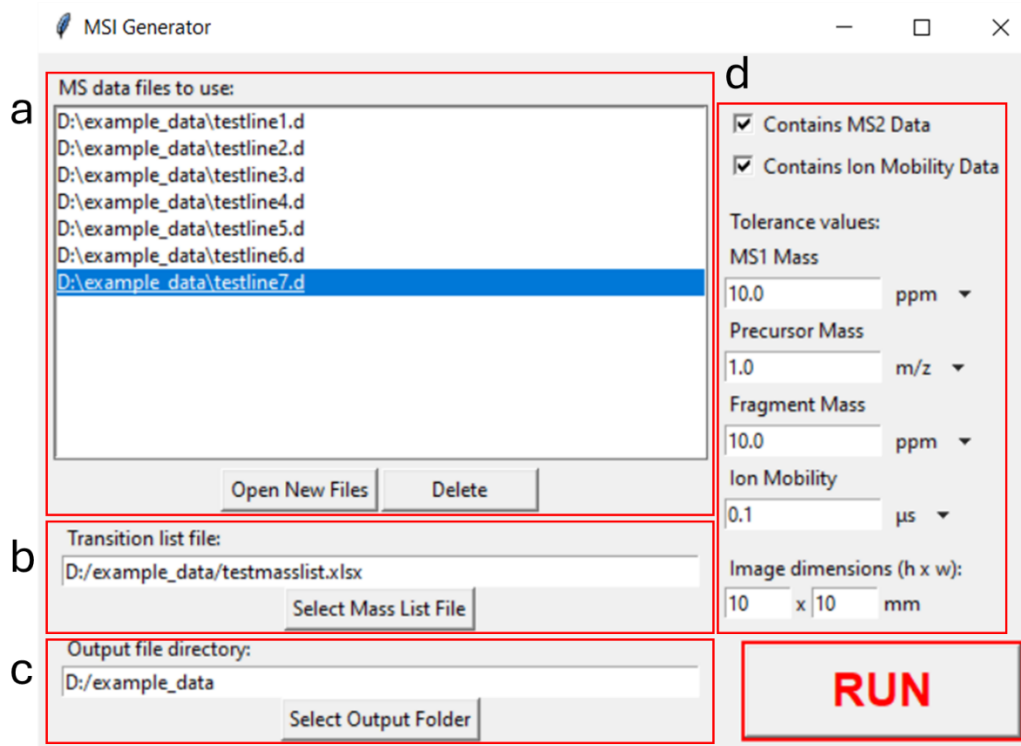 MSI Generator
a
MS data files to use:
D:\example_data\testline1.d
D:\example_data\testline2.d
D:\example_data\testline3.d
D:\example_data\testline4.d
D:\example_data\testline5.d
D:\example_data\testline6.d
D:\example_data\testline7.d
Open New Files Delete
b
Transition list file:
D:/example_data/testmasslist.xlsx
Select Mass List File
c
Output file directory:
D:/example_data
Select Output Folder
d
Contains MS2 Data
Contains Ion Mobility Data
Tolerance values:
MS1 Mass
10.0 ppm
Precursor Mass
1.0 m/z
Fragment Mass
10.0 ppm
Ion Mobility
0.1 µs
Image dimensions (h x w):
10 x 10 mm
RUN